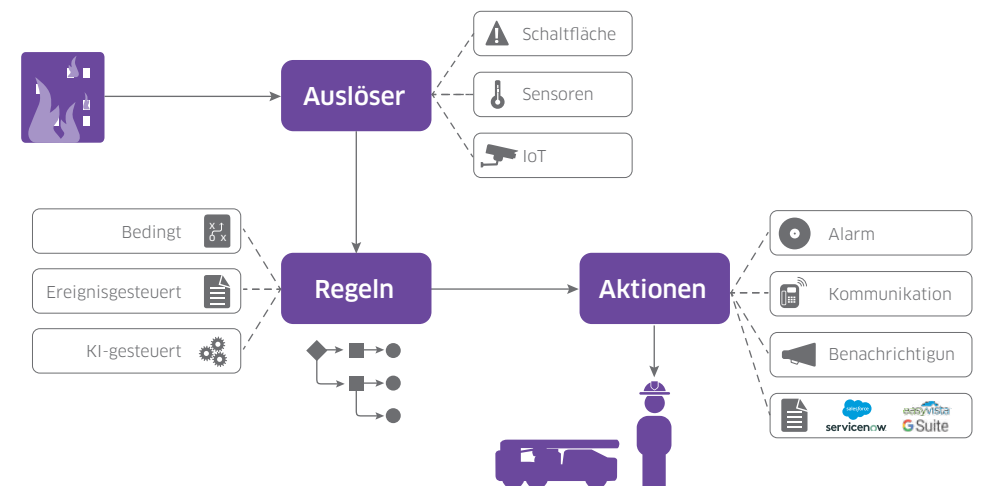 Auslöser
Schaltfläche
Sensoren
IoT
Bedingt
Ereignisgesteuert
KI-gesteuert
Regeln
X
O X
Aktionen
Alarm
Kommunikation
Benachrichtigun
salesforce
servicenow
easyvista
G Suite